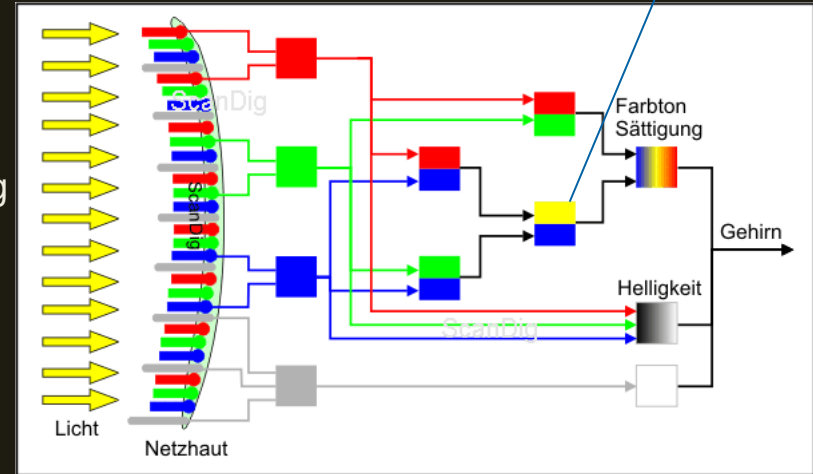 g
ScanDig
ScanDig
ScanDig
Farbton
Sättigung
Gehirn
Helligkeit
Licht
Netzhaut